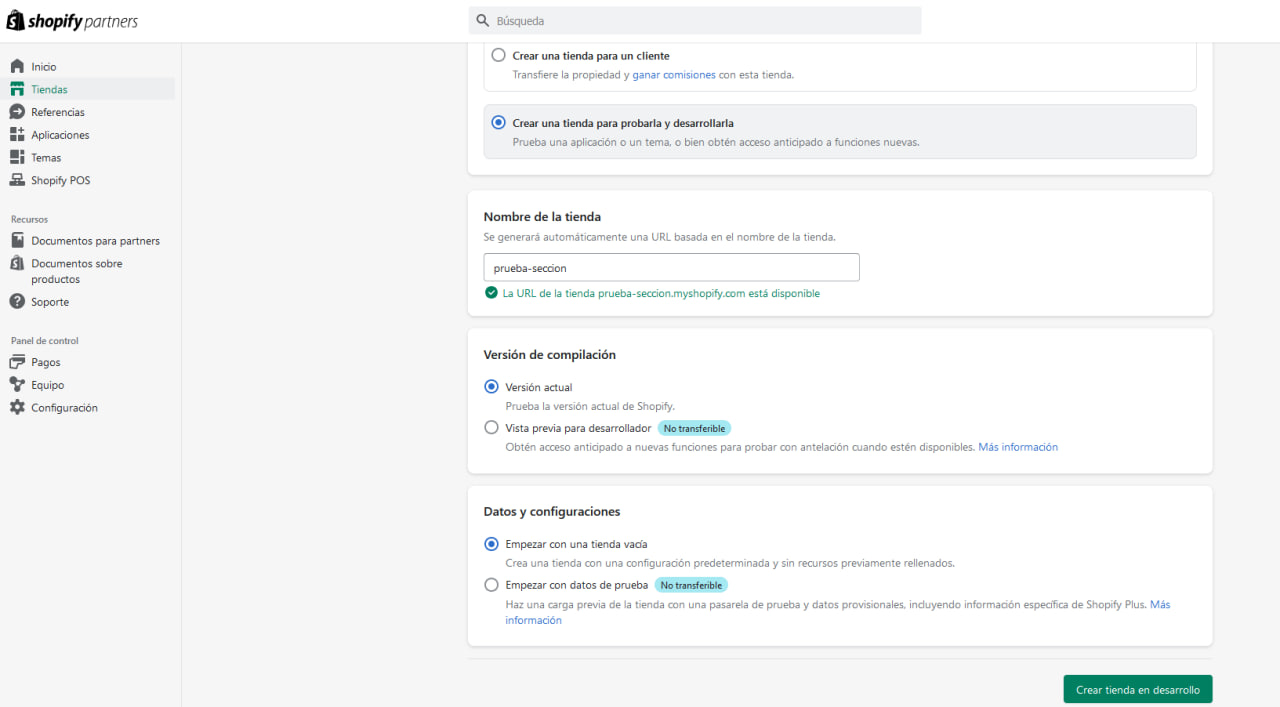 shopify partners
Búsqueda
Inicio
Tiendas
Referencias
Aplicaciones
Temas
Shopify POS
Recursos
Documentos para partners
Documentos sobre
productos
Soporte
Panel de control
Pagos
Equipo
Configuración
Crear una tienda para un cliente
Transfiere la propiedad y ganar comisiones con esta tienda.
Crear una tienda para probarla y desarrollarla
Prueba una aplicación o un tema, o bien obtén acceso anticipado a funciones nuevas.
Nombre de la tienda
Se generará automáticamente una URL basada en el nombre de la tienda.
prueba-seccion
La URL de la tienda prueba-seccion.myshopify.com está disponible
Versión de compilación
Versión actual
Prueba la versión actual de Shopify.
Vista previa para desarrollador No transferible
Obtén acceso anticipado a nuevas funciones para probar con antelación cuando estén disponibles. Más información
Datos y configuraciones
Empezar con una tienda vacía
Crea una tienda con una configuración predeterminada y sin recursos previamente rellenados.
Empezar con datos de prueba No transferible
Haz una carga previa de la tienda con una pasarela de prueba y datos provisionales, incluyendo información específica de Shopify Plus. Más
información
Crear tienda en desarrollo